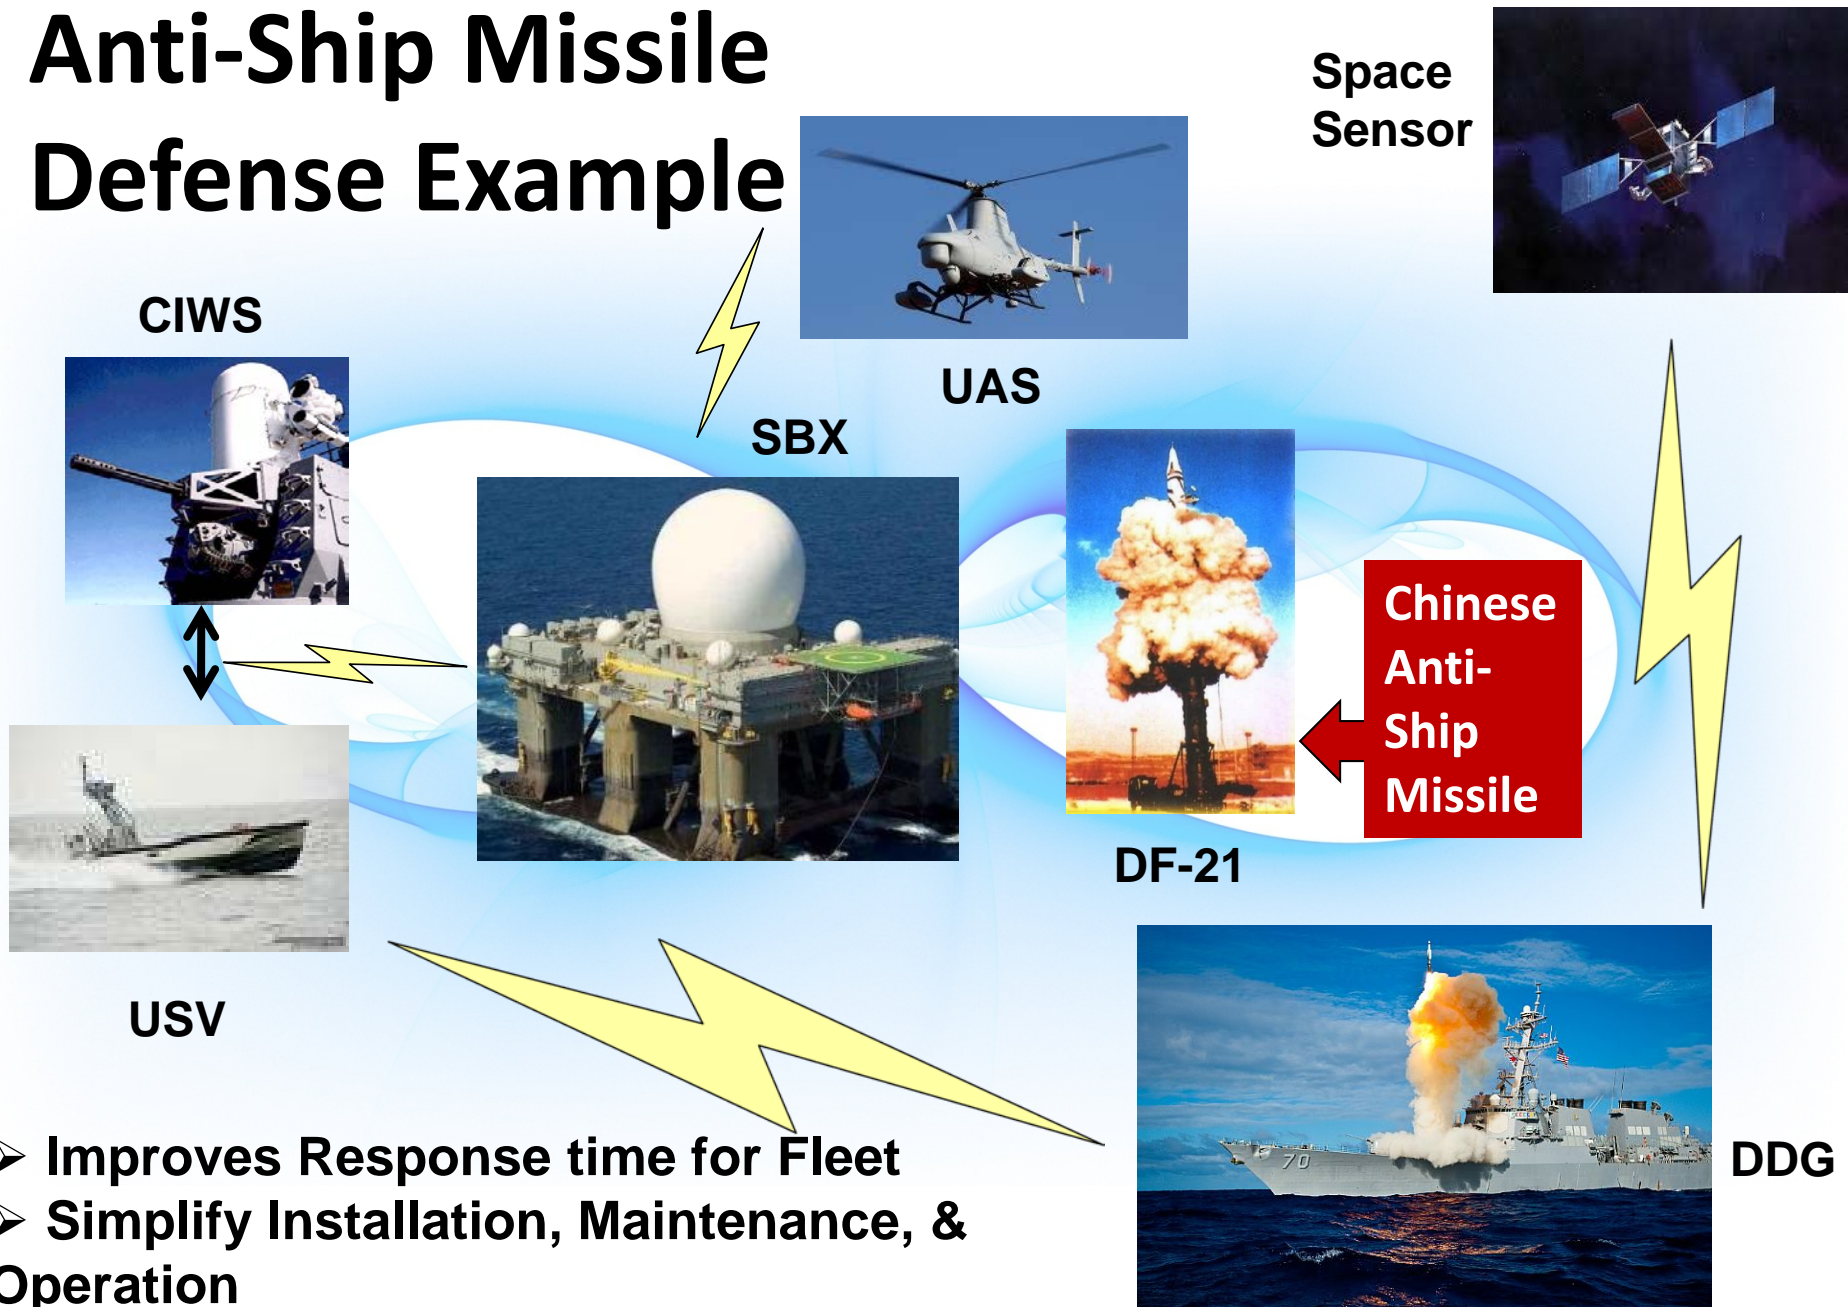 Anti-Ship Missile
Defense Example
Space
Sensor
CIWS
UAS
SBX
Chinese
Anti-
Ship
Missile
DF-21
USV
70
DDG
➢ Improves Response time for Fleet
➢ Simplify Installation, Maintenance, &
Operation